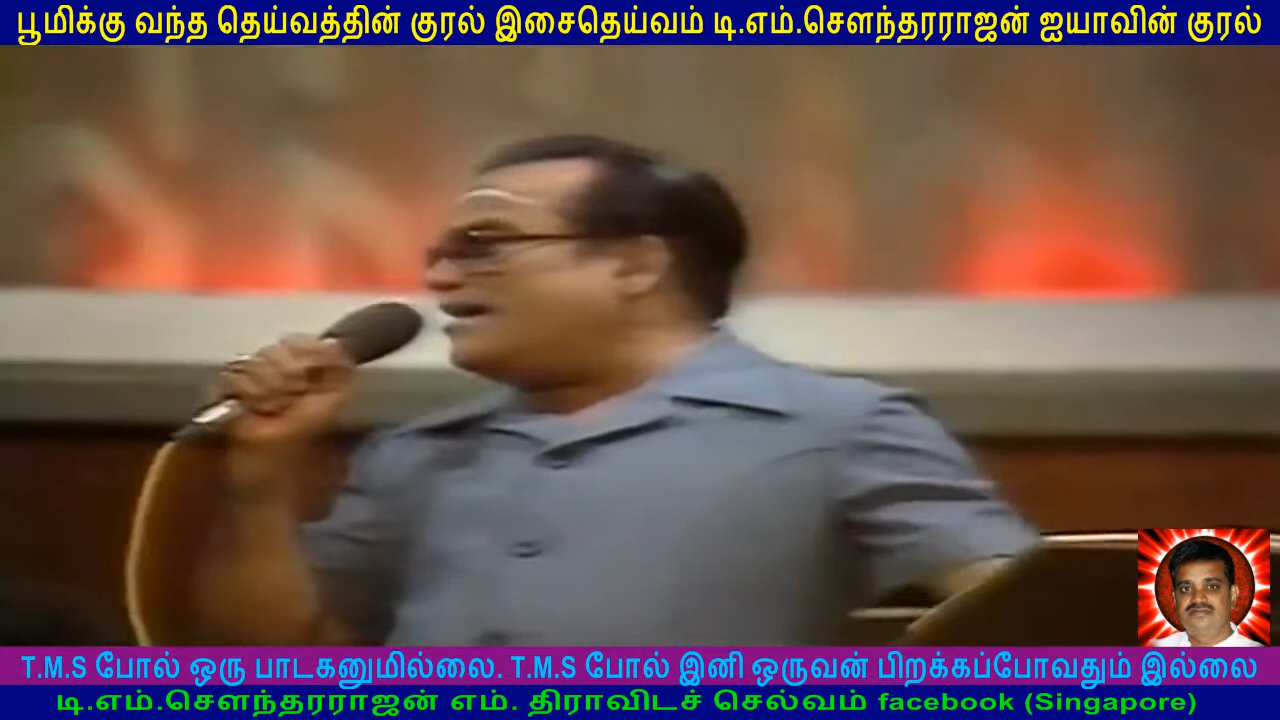 பூமிக்கு வந்த தெய்வத்தின் குரல் இசைதெய்வம் டி.எம்.சௌந்தரராஜன் ஐயாவின் குரல்
T.M.S போல் ஒரு பாடகனுமில்லை. T.M.S போல் இனி ஒருவன் பிறக்கப்போவதும் இல்லை
டி.எம்.சௌந்தரராஜன் எம். திராவிடச் செல்வம் facebook (Singapore)